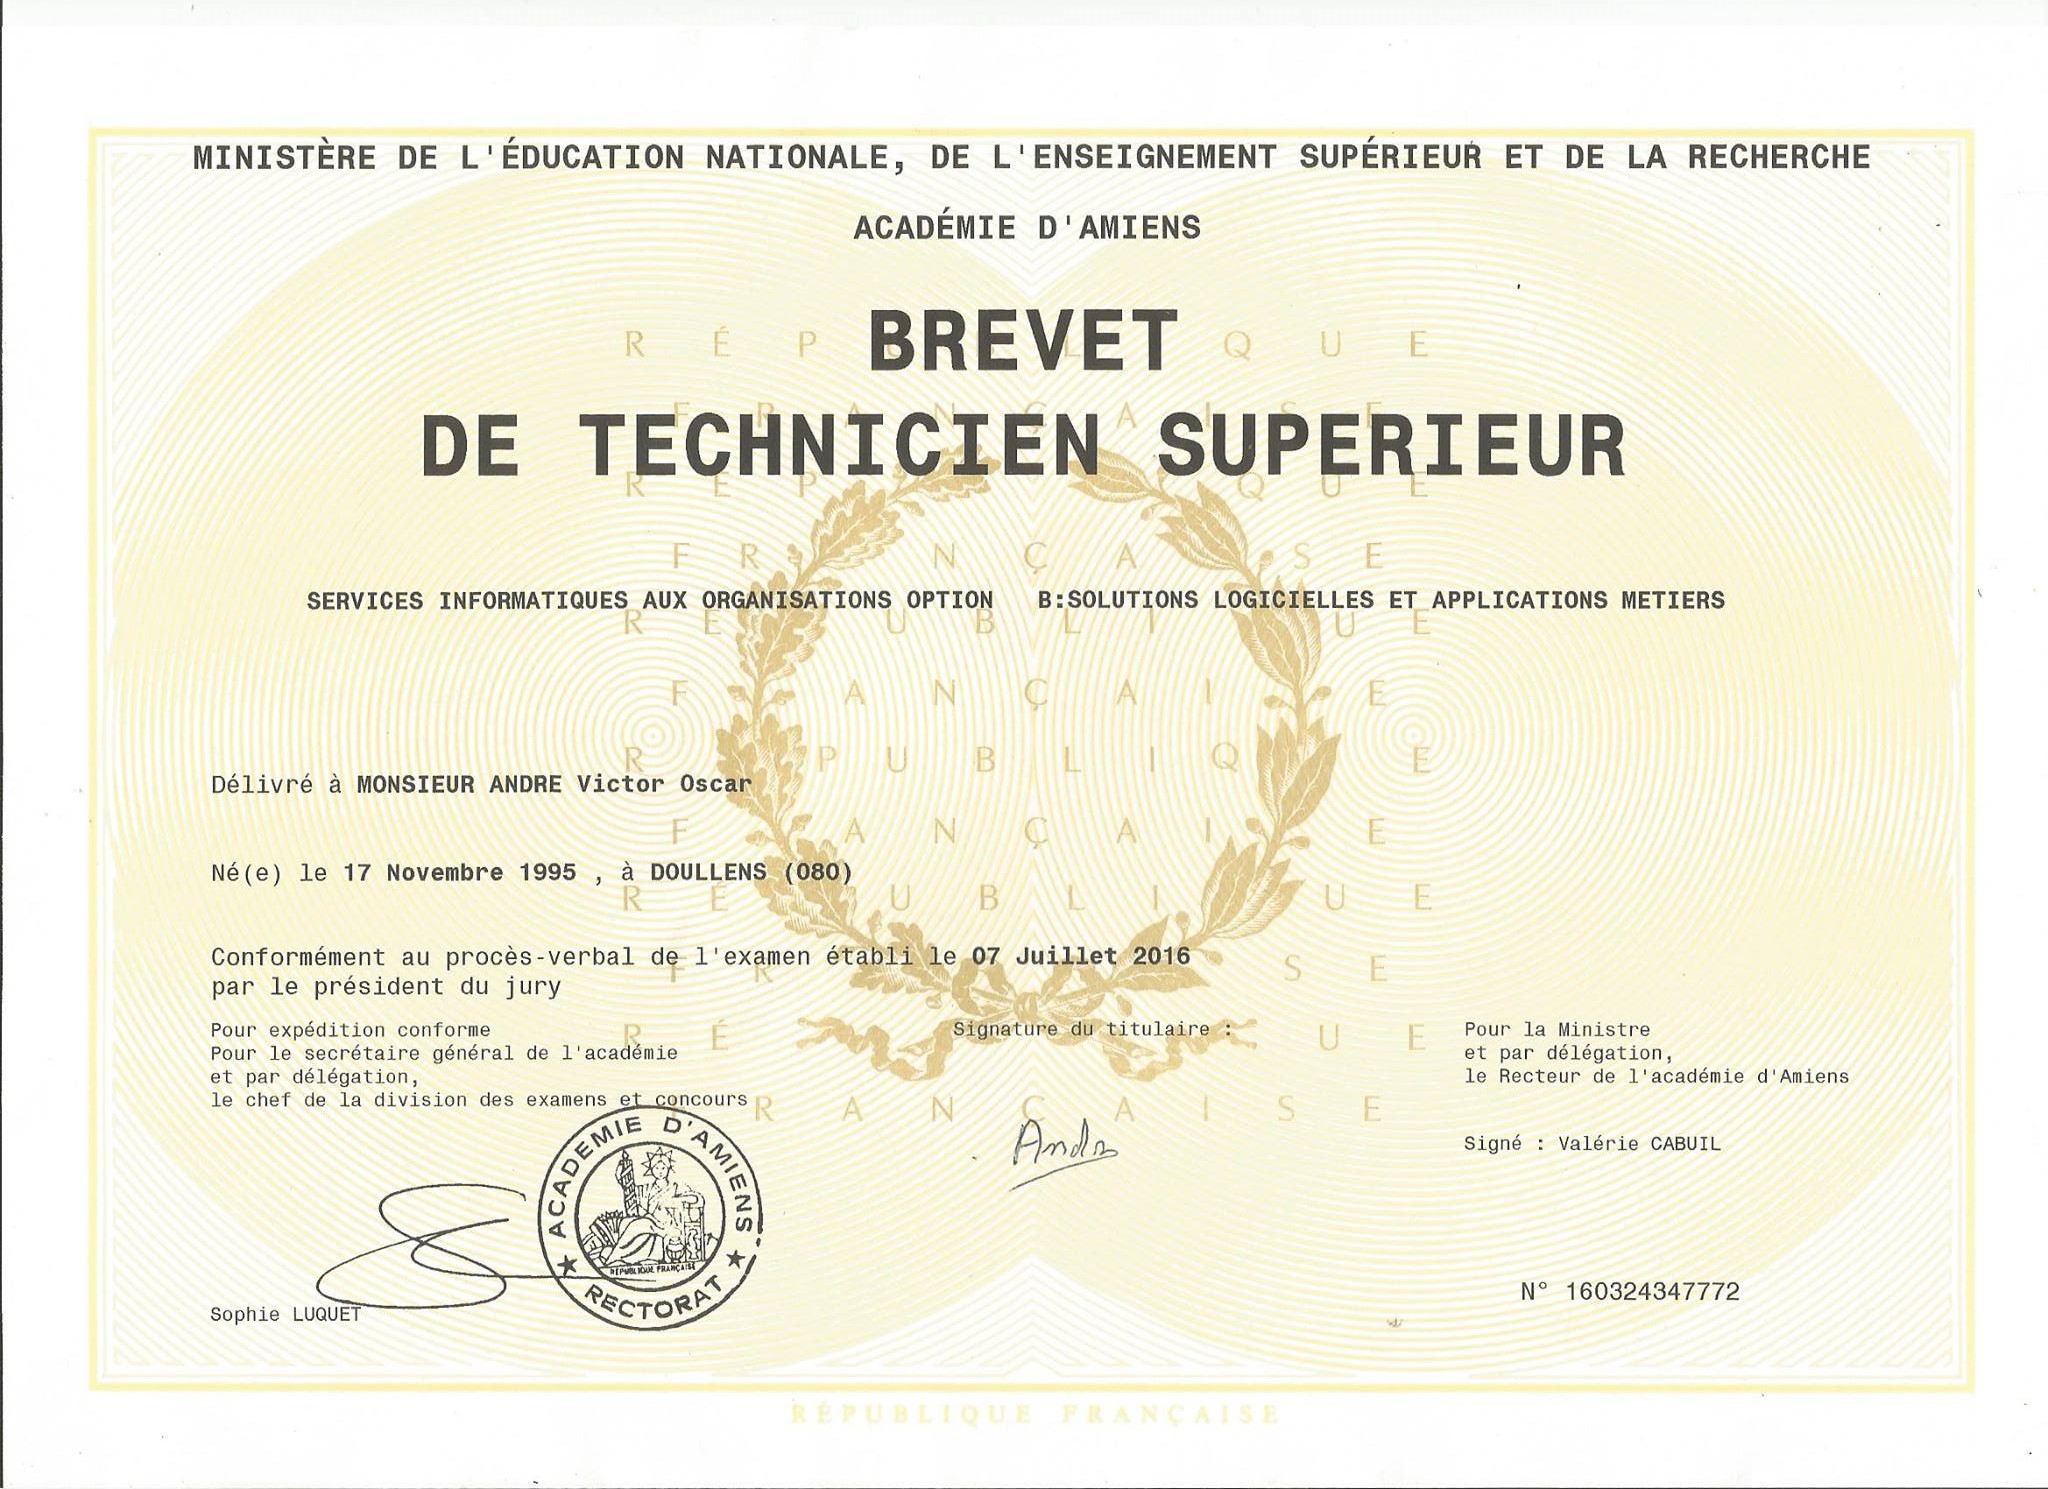 MINISTÈRE DE L'ÉDUCATION NATIONALE, DE L'ENSEIGNEMENT SUPÉRIEUR ET DE LA RECHERCHE
ACADÉMIE D'AMIENS
BREVET
DE TECHNICIEN SUPERIEUR
SERVICES INFORMATIQUES AUX ORGANISATIONS OPTION B:SOLUTIONS LOGICIELLES ET APPLICATIONS METIERS
Délivré à MONSIEUR ANDRE Victor Oscar
Né(e) le 17 Novembre 1995 , à DOULLENS (080)
Conformément au procès-verbal de l'examen établi le 07 Juillet 2016
par le président du jury
Pour expédition conforme
Pour le secrétaire général de l'académie
et par délégation,
le chef de la division des examens et concours
Signature du titulaire :
Pour la Ministre
et par délégation,
le Recteur de l'académie d'Amiens
Signé : Valérie CABUIL
ACADEMIE D'AMIENS
REPUBLIQUE FRANÇAISE
RECTORAT
Sophie LUQUET
N° 160324347772
RÉPUBLIQUE FRANÇAISE